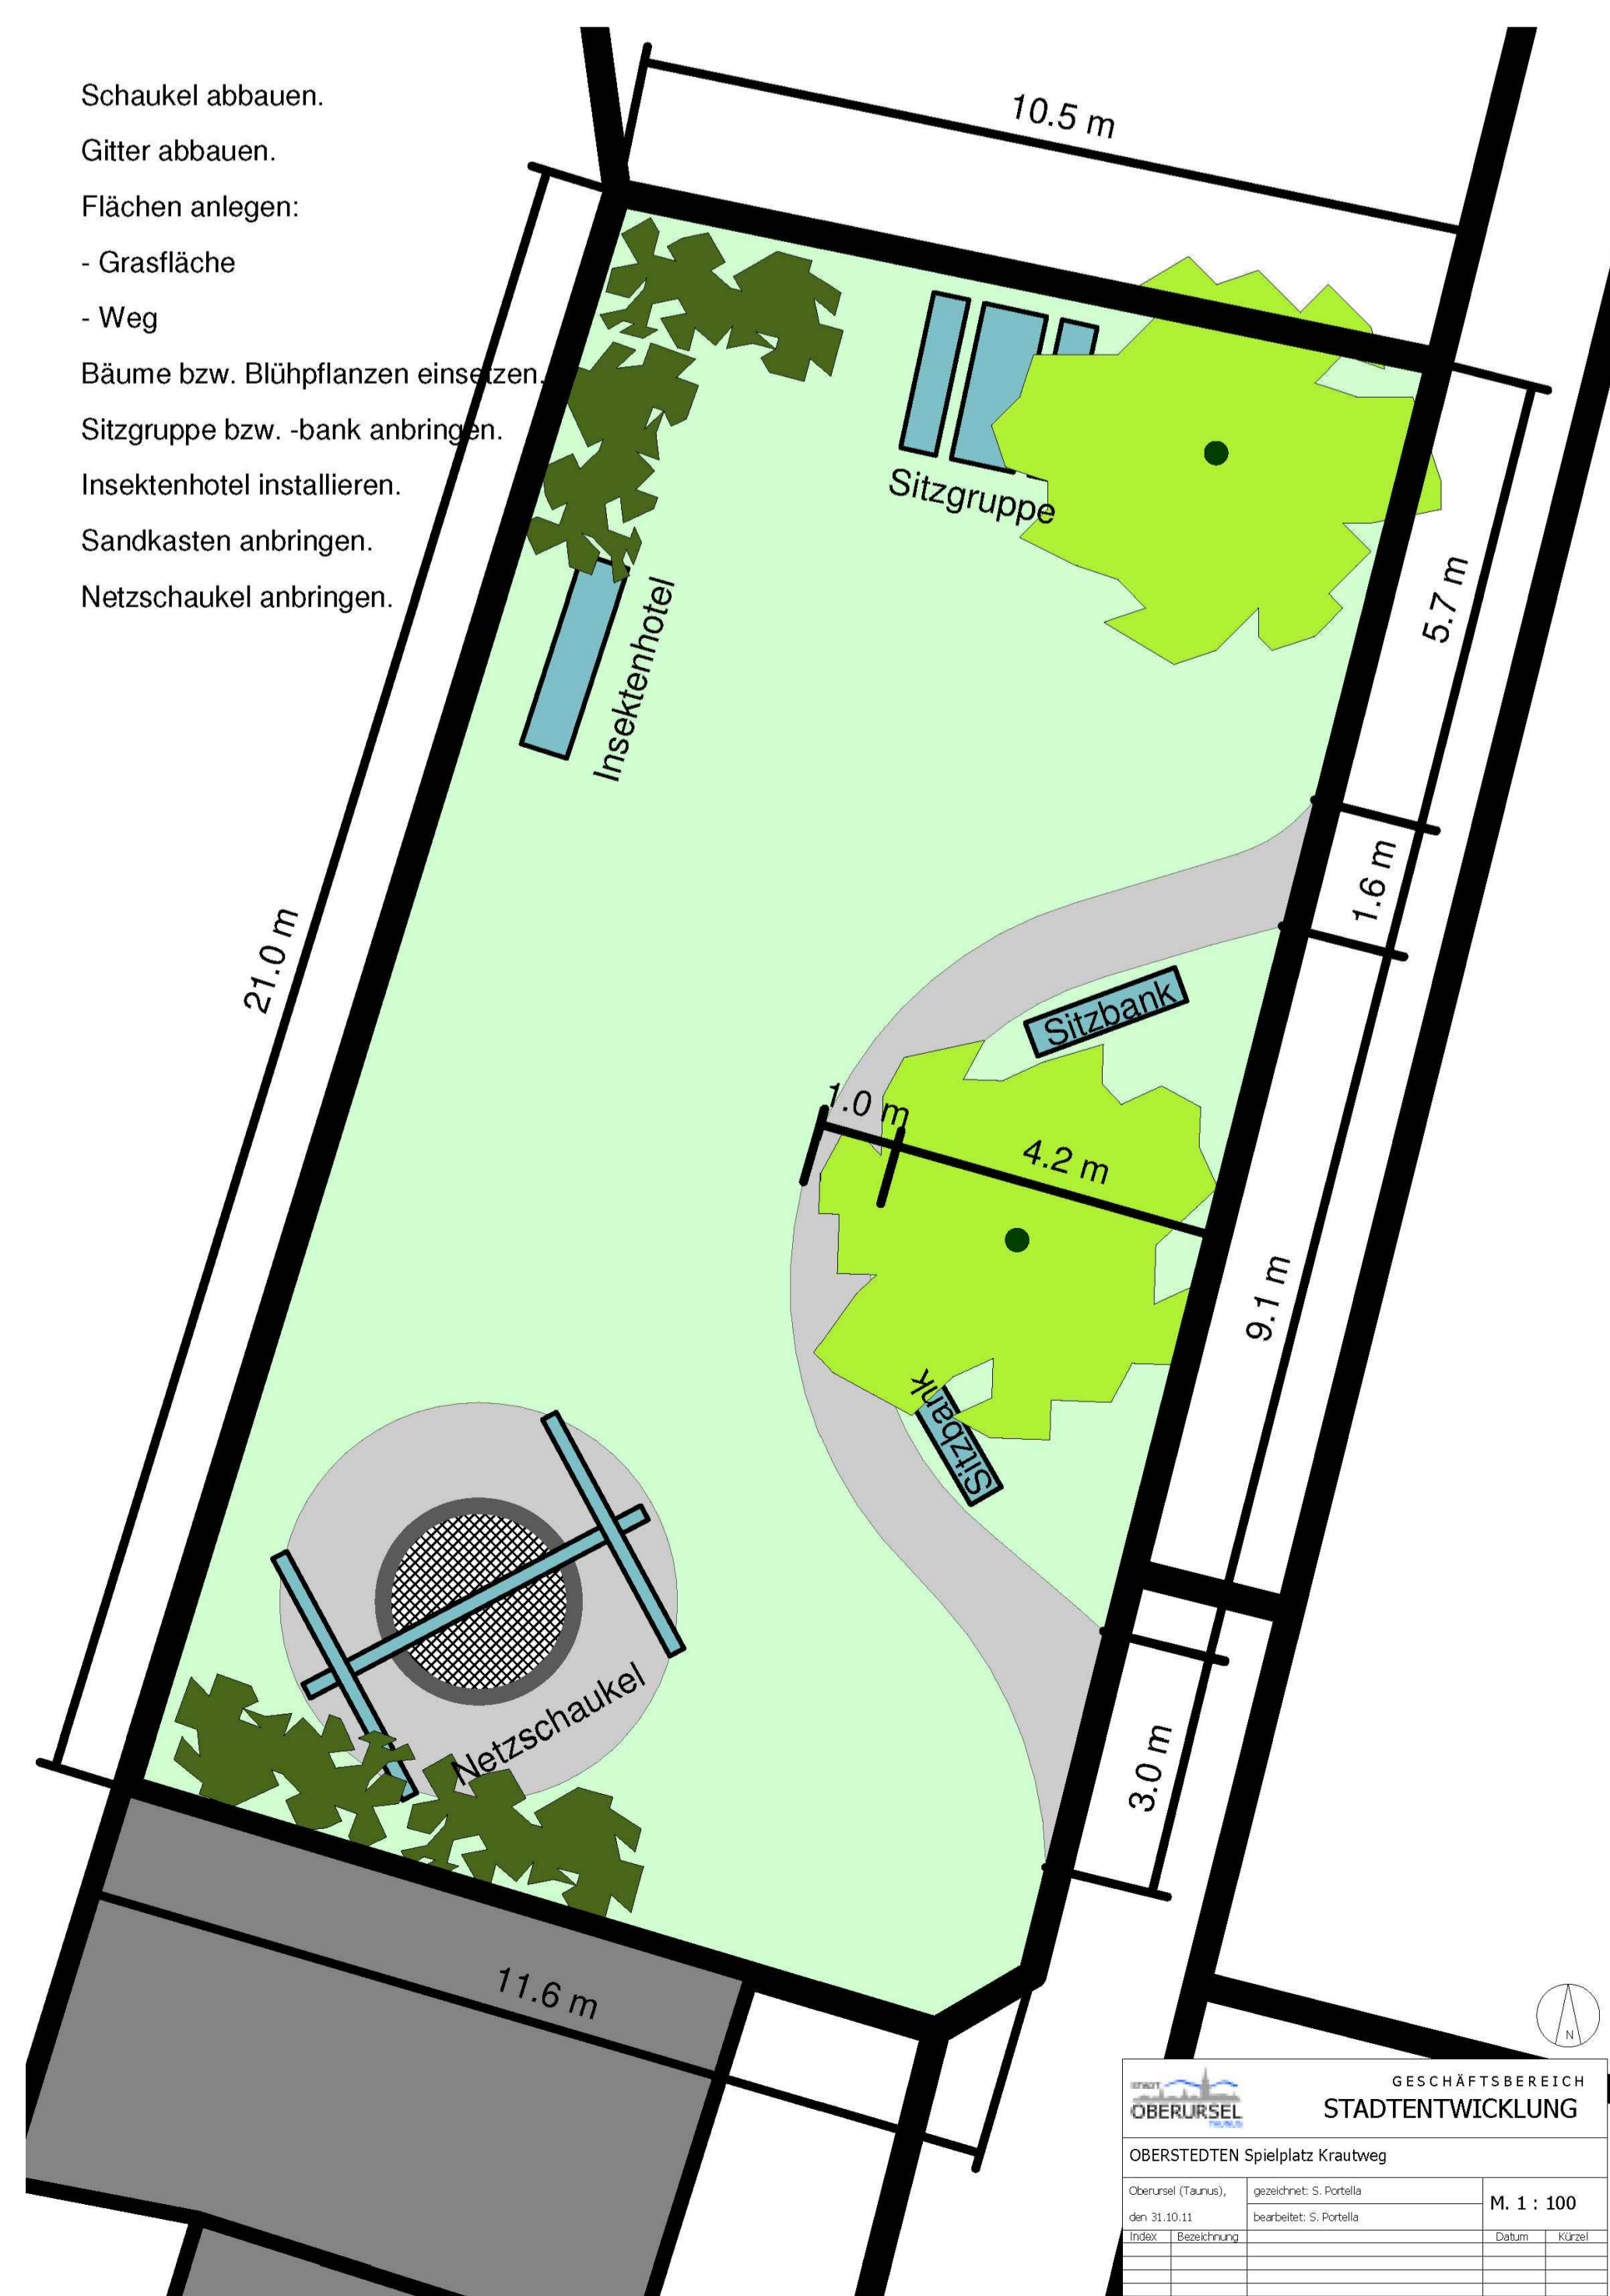 Schaukel abbauen.
Gitter abbauen.
Flächen anlegen:
- Grasfläche
- Weg
Bäume bzw. Blühpflanzen einsetzen.
Sitzgruppe bzw. -bank anbringen.
Insektenhotel installieren.
Sandkasten anbringen.
Netzschaukel anbringen.
10.5 m
Sitzgruppe
5.7 m
Insektenhotel
1.6 m
21.0 m
Sitzbank
1.0 m
4.2 m
9.1 m
Sitzbank
Netzschaukel
3.0 m
11.6 m
N
STADT
OBERURSEL
TAUNUS
GESCHÄFTSBEREICH
STADTENTWICKLUNG
OBERSTEDTEN Spielplatz Krautweg
Oberursel (Taunus),
den 31.10.11
gezeichnet: S. Portella
bearbeitet: S. Portella
M. 1 : 100
Index Bezeichnung Datum Kürzel